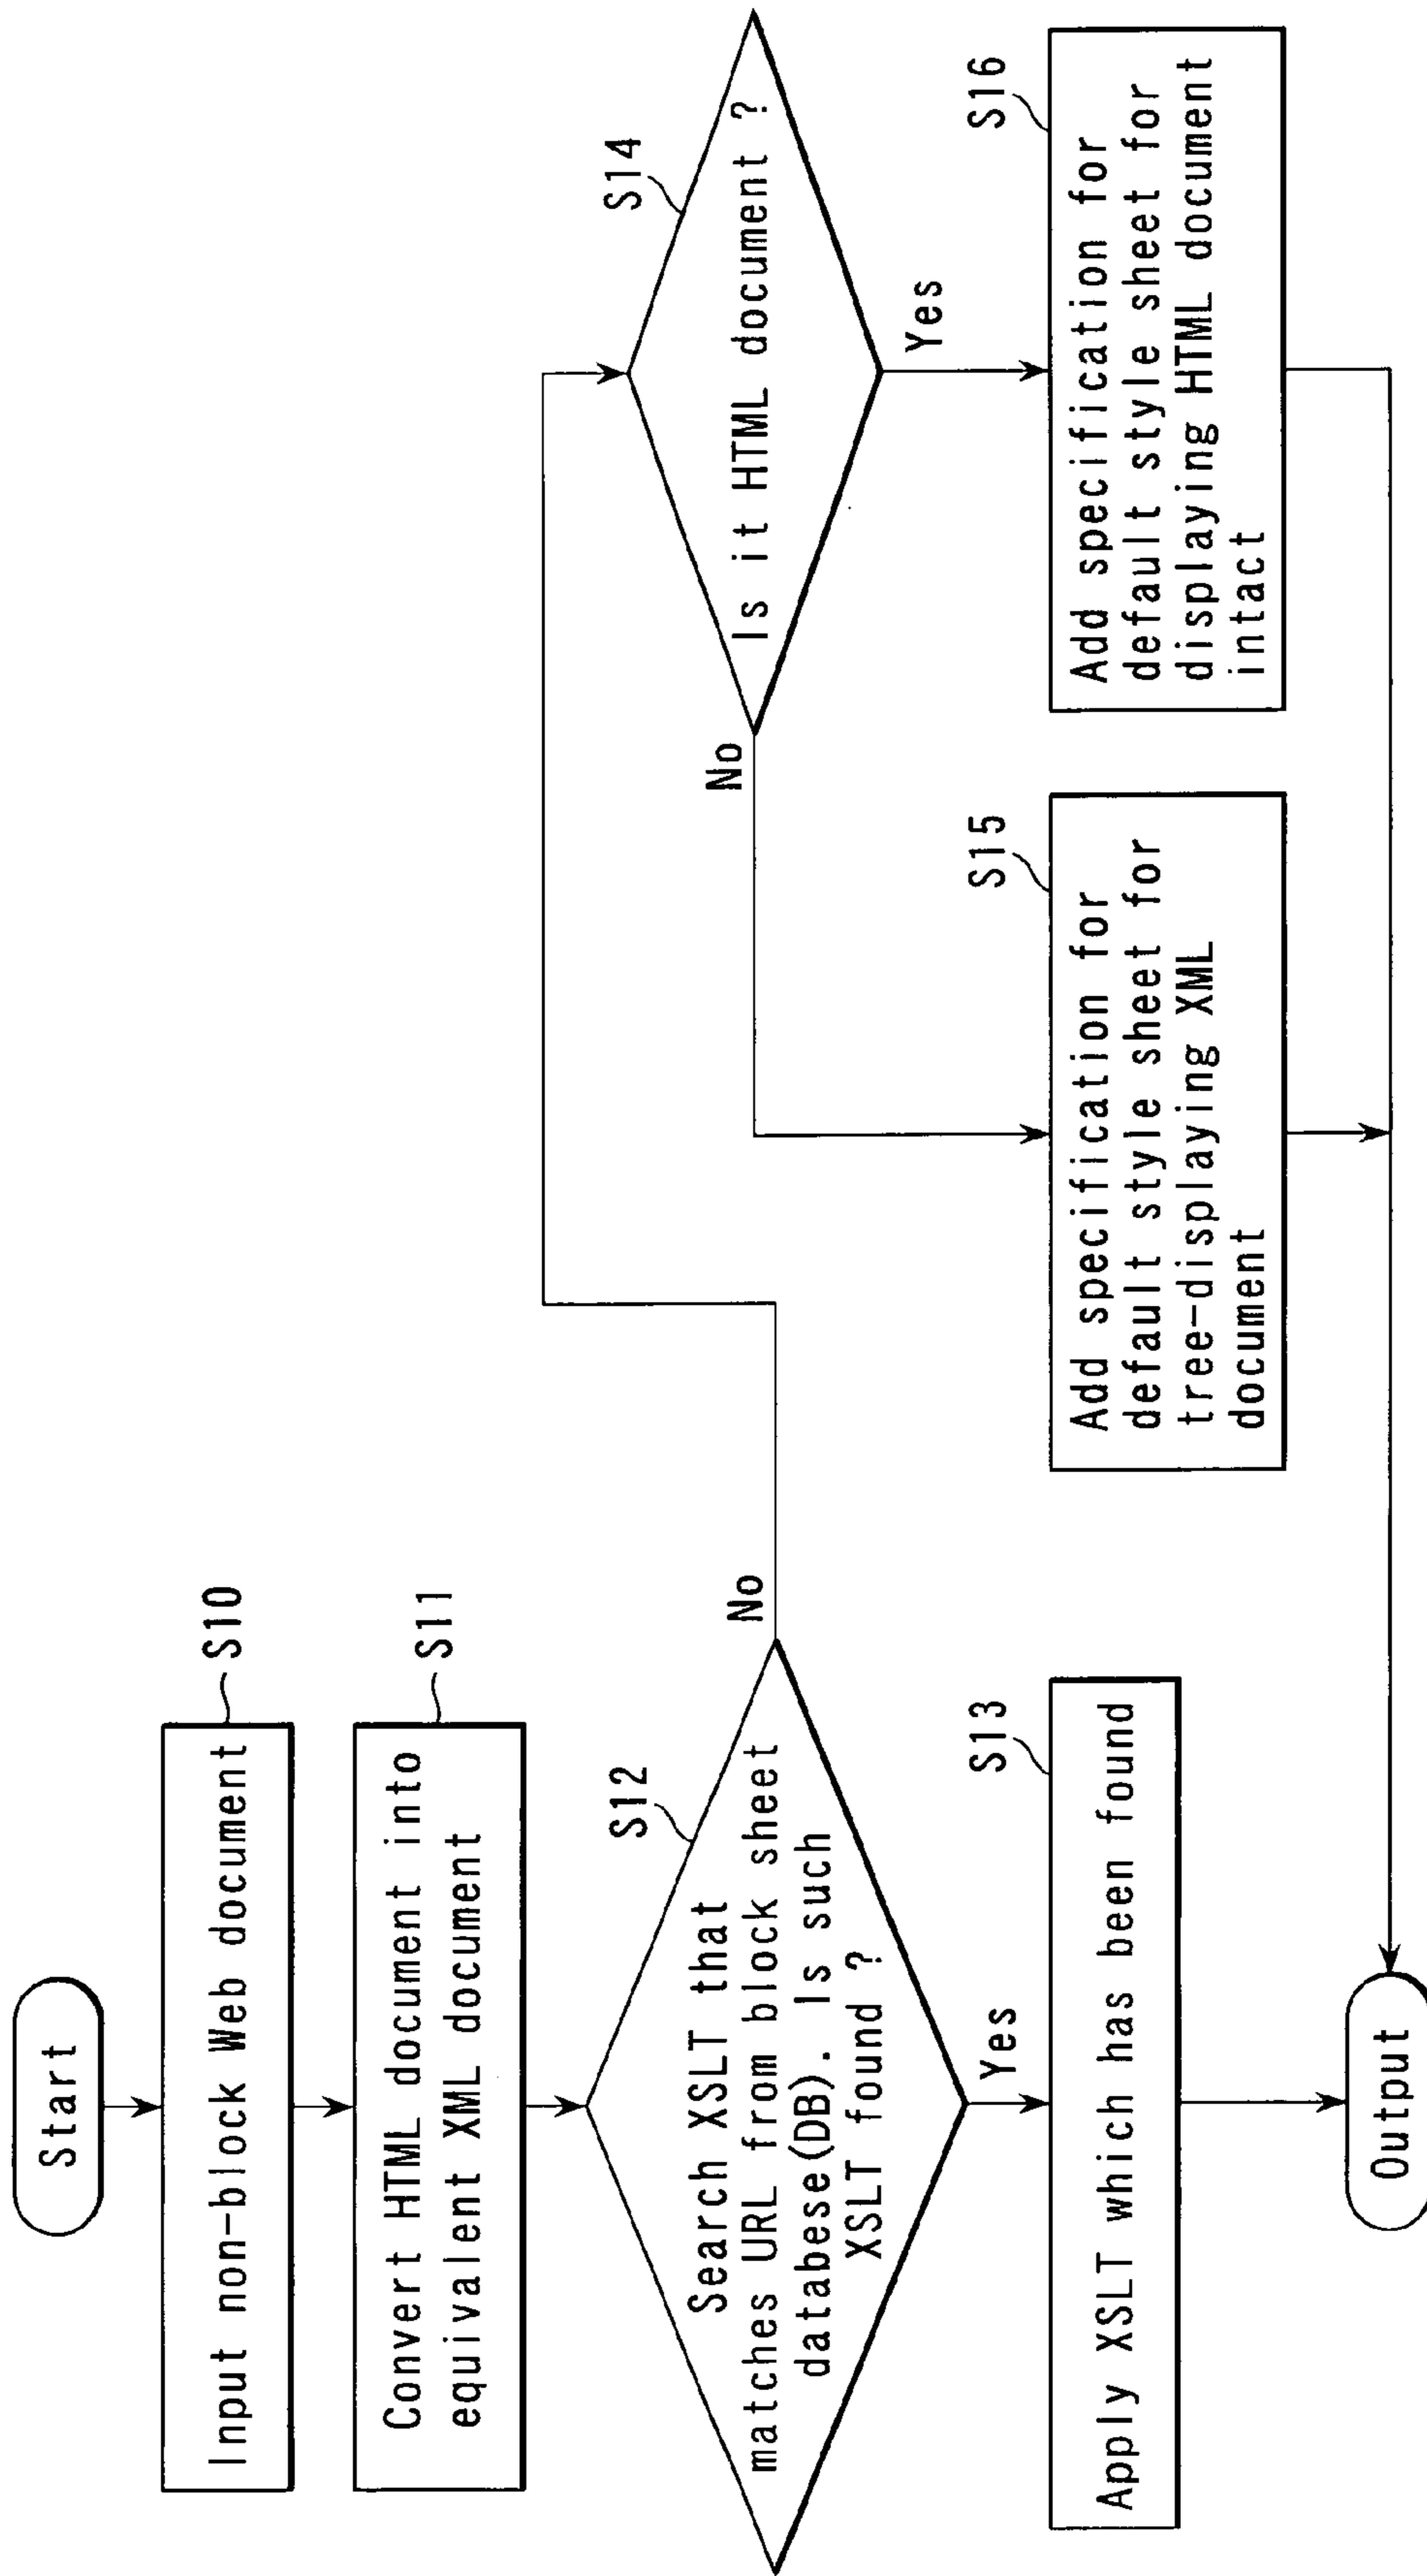 Start
Input non-block Web document
S10
Convert HTML document into
equivalent XML document
S11
Search XSLT that
matches URL from block sheet
databese(DB). Is such
XSLT found ?
S12
No
Yes
Apply XSLT which has been found
S13
Is it HTML document ?
S14
No
Yes
Add specification for
default style sheet for
tree-displaying XML
document
S15
Add specification for
default style sheet for
displaying HTML document
intact
S16
Output